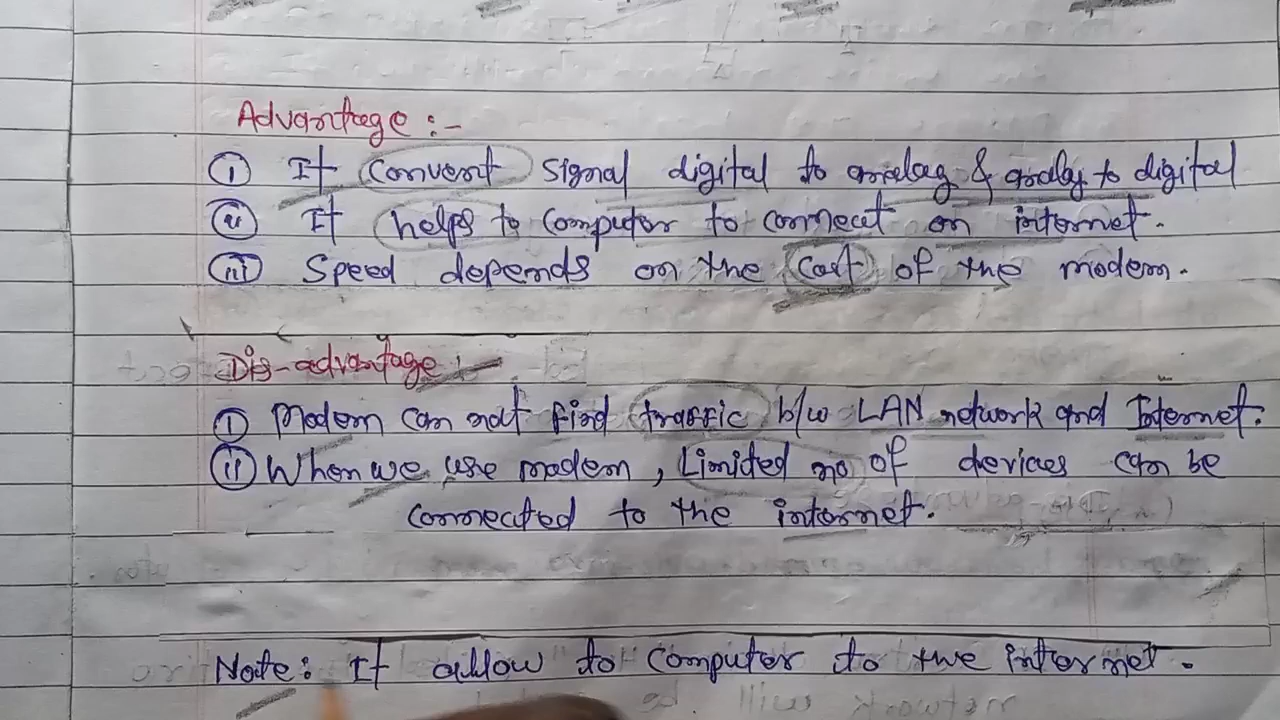 Advantage :-
(i) It Convert Signal digital to analag & analag to digital
(ii) It helps to Computer to connect on internet.
(iii) Speed depends on the Cost of the modem.
Dis-advantage :-
(i) Modem Can not find traffic b/w LAN network and Internet.
(ii) When we use modem, Limited no of devices can be
connected to the internet.
Note: It allow to Computer to the internet.